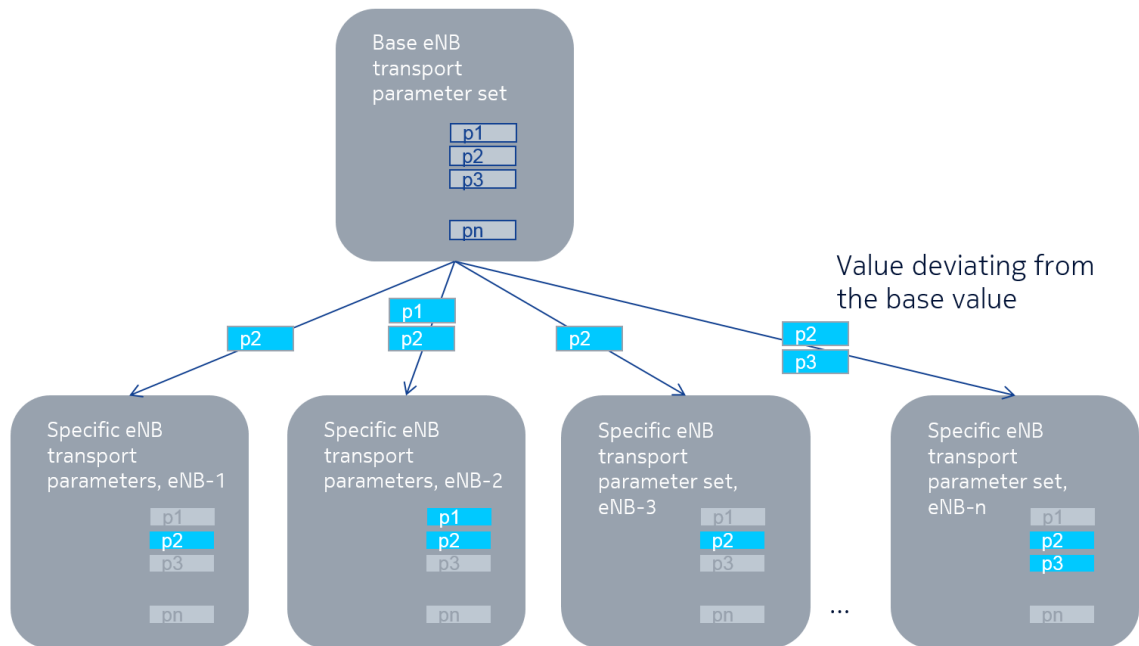 Base eNB
transport
parameter set
p1
p2
p3
pn
Value deviating from
the base value
p2
p1
p2
p2
p2
p3
Specific eNB
transport
parameters, eNB-1
p1
p2
p3
pn
Specific eNB
transport
parameters, eNB-2
p1
p2
p3
pn
Specific eNB
transport
parameter set,
eNB-3
p1
p2
p3
pn
...
Specific eNB
transport
parameter set,
eNB-n
p1
p2
p3
pn